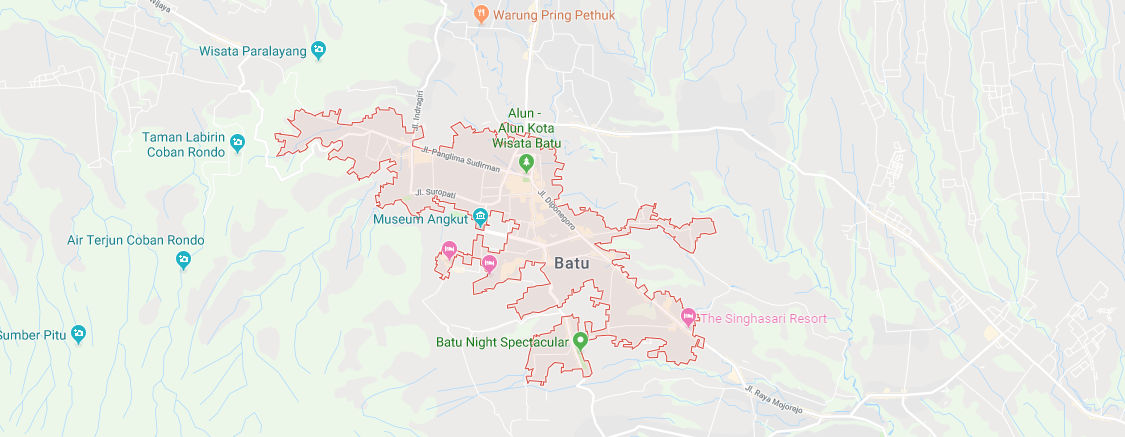 Wijaya
Warung Pring Pethuk
Wisata Paralayang
Jl. Indragiri
Alun -
Alun Kota
Wisata Batu
Taman Labirin
Coban Rondo
Jl. Panglima Sudirman
Jl. Suropati
Jl. Diponegoro
Museum Angkut
Air Terjun Coban Rondo
Batu
The Singhasari Resort
Sumber Pitu
Batu Night Spectacular
Jl. Raya Mojorejo